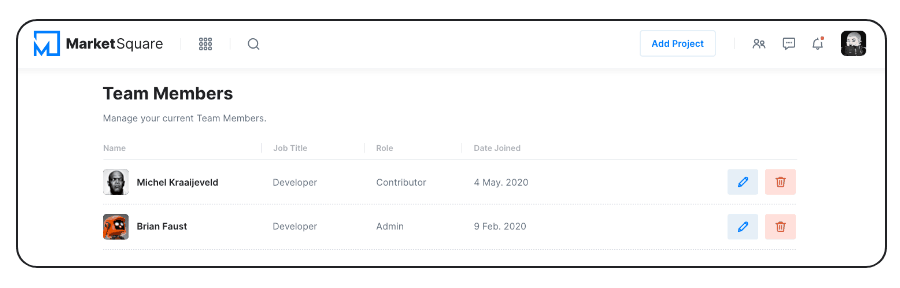 MarketSquare Add Project
Team Members
Manage your current Team Members.
Name Job Title Role Date Joined
Michel Kraaijeveld Developer Contributor 4 May. 2020
Brian Faust Developer Admin 9 Feb. 2020